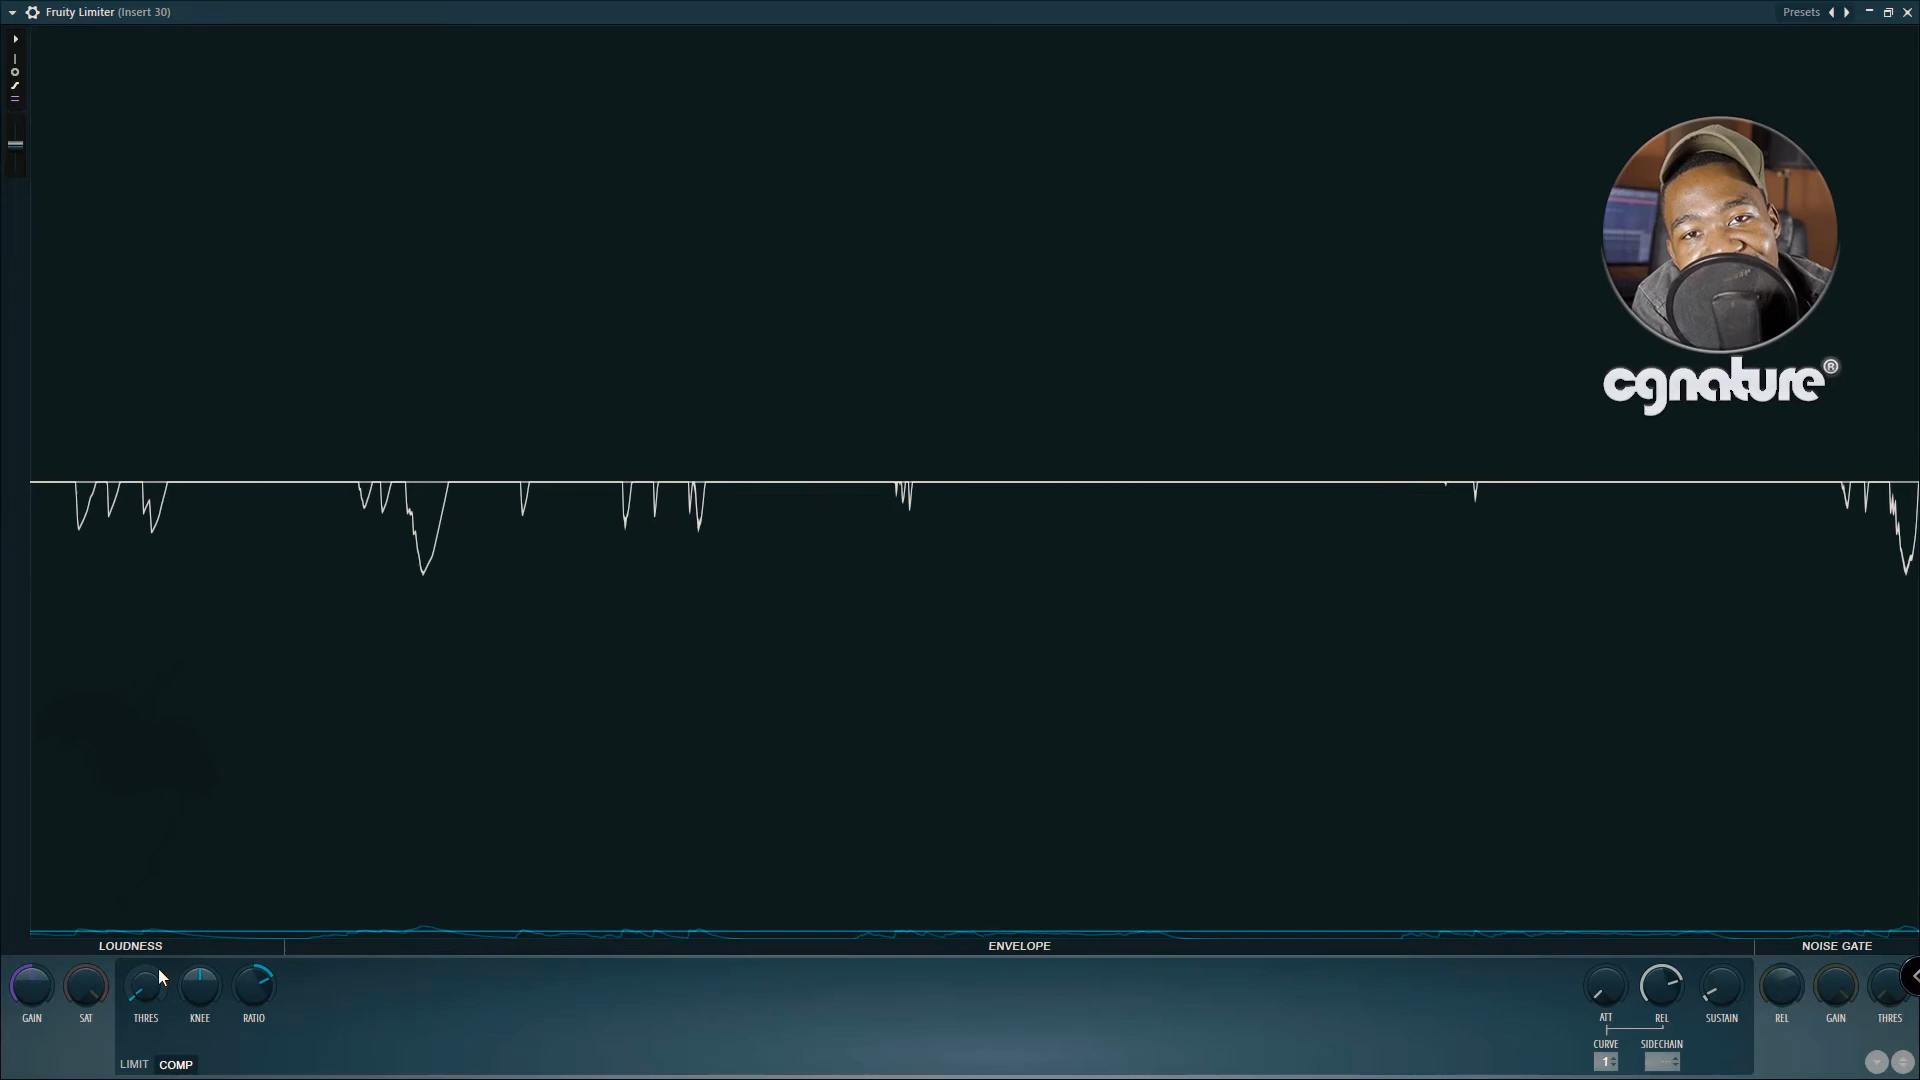 Fruity Limiter (Insert 30)
Presets
cgnature®
LOUDNESS
ENVELOPE
NOISE GATE
GAIN
SAT
THRES
KNEE
RATIO
ATT
REL
SUSTAIN
REL
GAIN
THRES
CURVE
SIDECHAIN
LIMIT
COMP
1